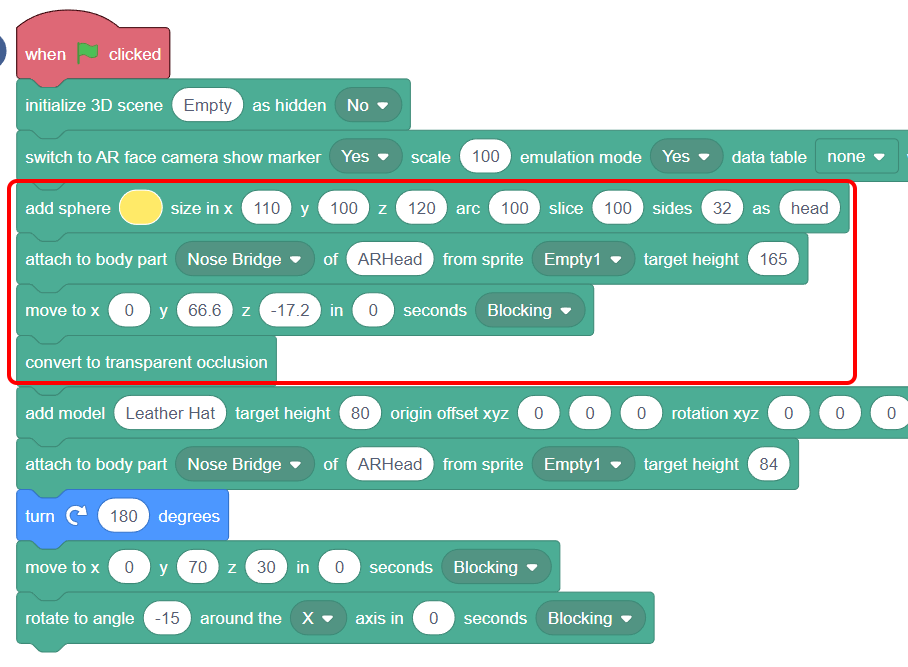 when clicked
initialize 3D scene Empty as hidden No
switch to AR face camera show marker Yes scale 100 emulation mode Yes data table none
add sphere size in x 110 y 100 z 120 arc 100 slice 100 sides 32 as head
attach to body part Nose Bridge of ARHead from sprite Empty1 target height 165
move to x 0 y 66.6 z -17.2 in 0 seconds Blocking
convert to transparent occlusion
add model Leather Hat target height 80 origin offset xyz 0 0 0 rotation xyz 0 0 0
attach to body part Nose Bridge of ARHead from sprite Empty1 target height 84
turn 180 degrees
move to x 0 y 70 z 30 in 0 seconds Blocking
rotate to angle -15 around the X axis in 0 seconds Blocking